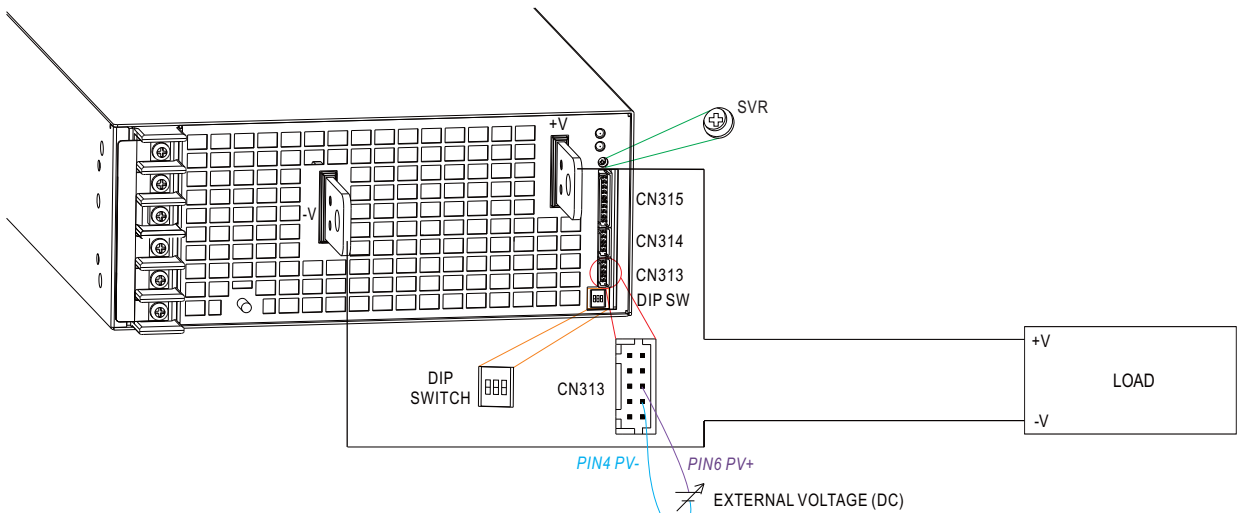 SVR
+V
CN315
-V
CN314
CN313
DIP SW
+V
LOAD
DIP
SWITCH
CN313
-V
PIN4 PV-
PIN6 PV+
EXTERNAL VOLTAGE (DC)